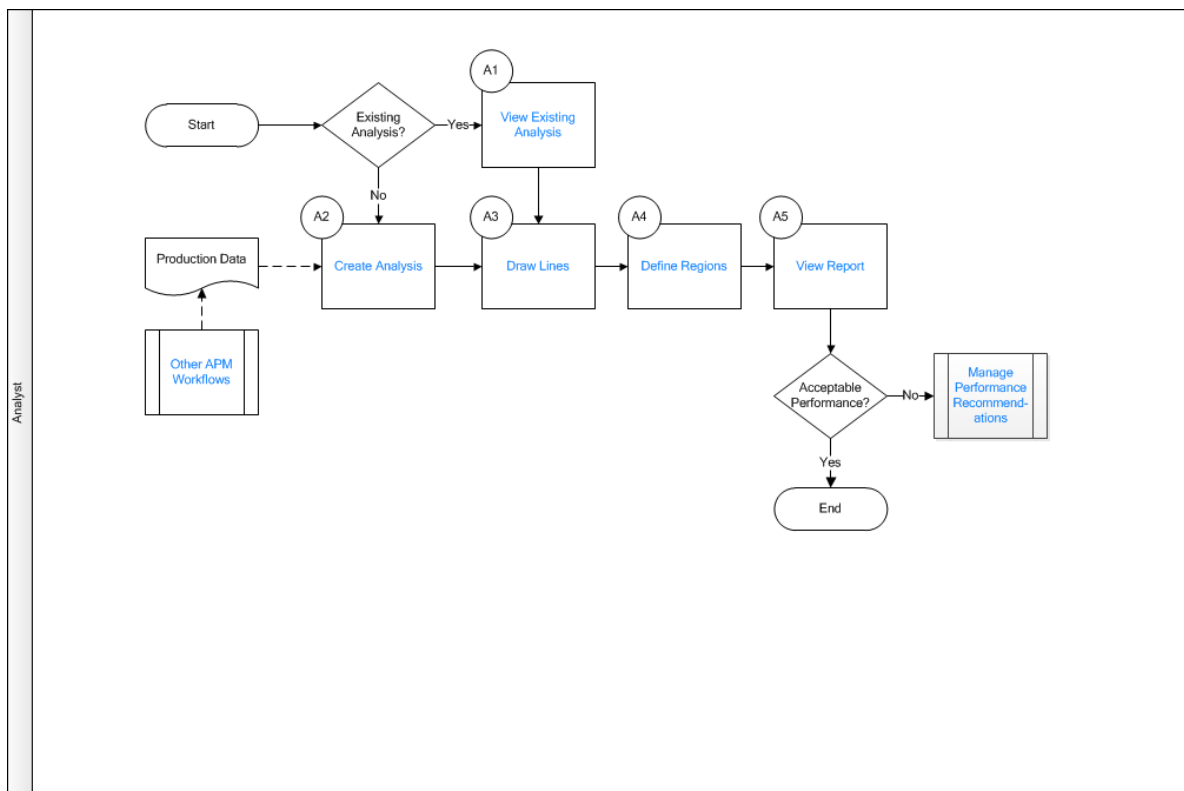 A1
Start
Existing
Analysis?
Yes
View Existing
Analysis
No
A2
A3
A4
A5
Production Data
Create Analysis
Draw Lines
Define Regions
View Report
Other APM
Workflows
Acceptable
Performance?
No
Manage
Performance
Recommend-
ations
Yes
End
Analyst